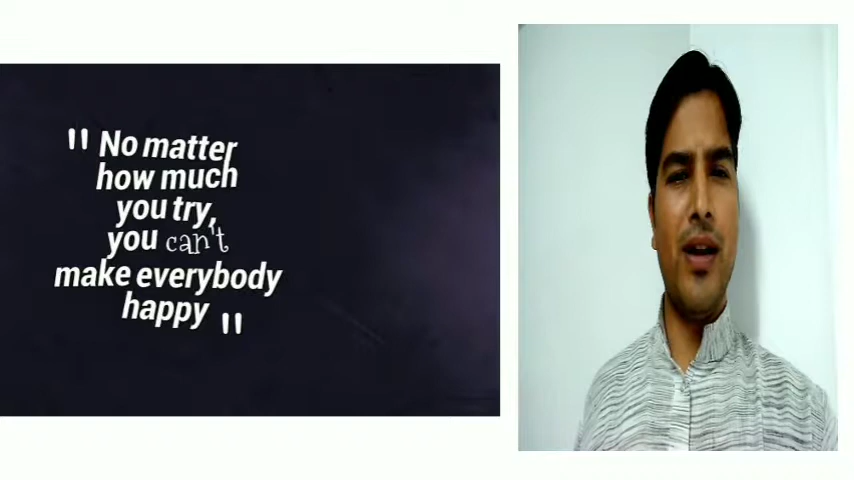 " No matter
how much
you try,
you can't
make everybody
happy "